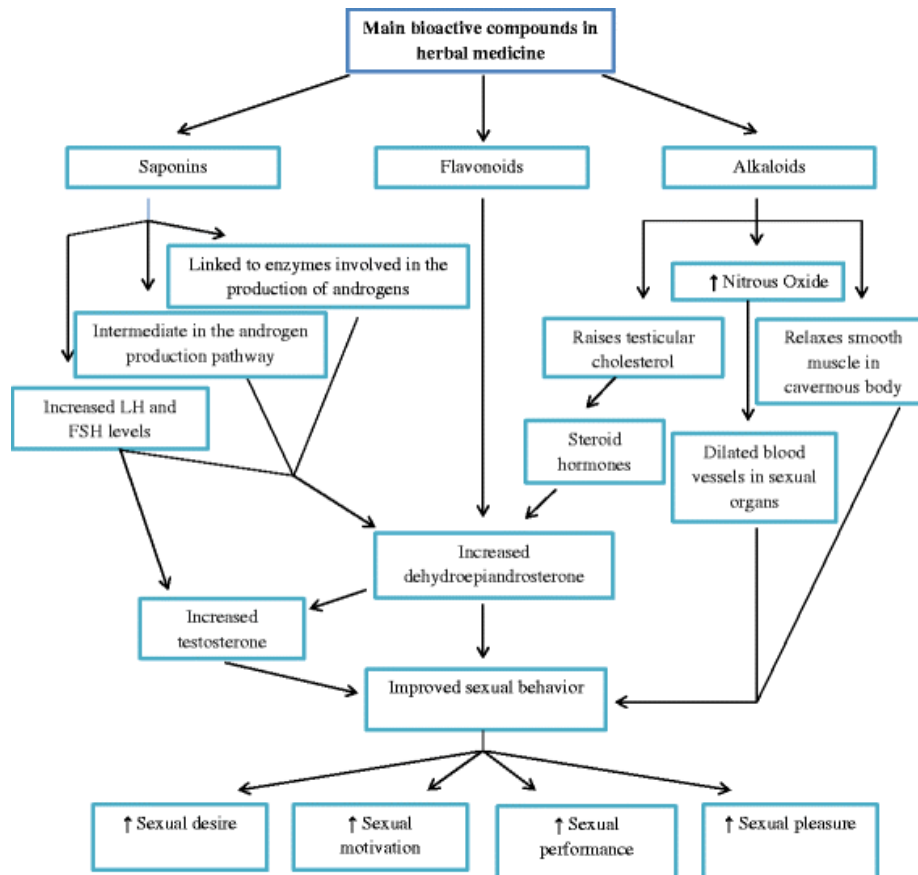 Main bioactive compounds in
herbal medicine
Saponins
Flavonoids
Alkaloids
Linked to enzymes involved in the
production of androgens
↑ Nitrous Oxide
Intermediate in the androgen
production pathway
Raises testicular
cholesterol
Relaxes smooth
muscle in
cavernous body
Increased LH and
FSH levels
Steroid
hormones
Dilated blood
vessels in sexual
organs
Increased
dehydroepiandrosterone
Increased
testosterone
Improved sexual behavior
↑ Sexual desire
↑ Sexual
motivation
↑ Sexual
performance
↑ Sexual pleasure